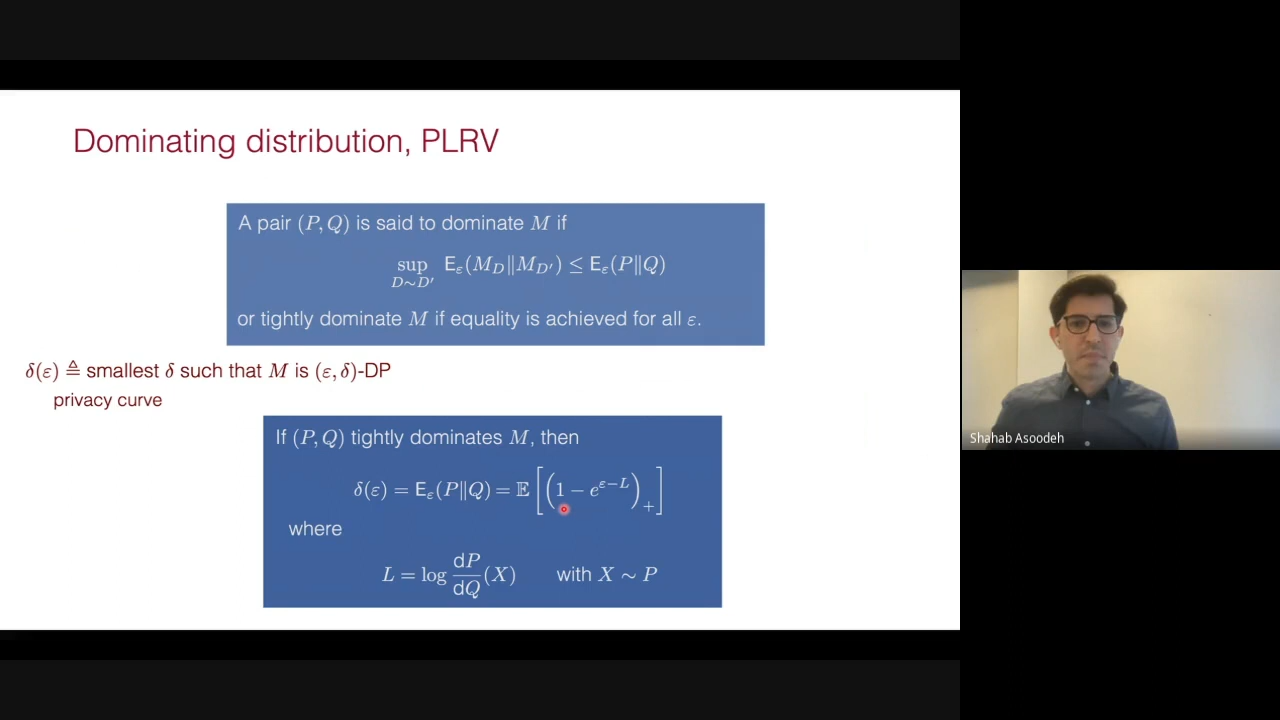 Dominating distribution, PLRV
A pair (P, Q) is said to dominate M if
sup_{D∼D′} E_ε(M_D‖M_{D′}) ≤ E_ε(P‖Q)
or tightly dominate M if equality is achieved for all ε.
δ(ε) ≜ smallest δ such that M is (ε, δ)-DP
privacy curve
If (P, Q) tightly dominates M, then
δ(ε) = E_ε(P‖Q) = 𝔼[(1 − e^{ε−L})_+]
where
L = log dP/dQ (X) with X ∼ P
Shahab Asoodeh